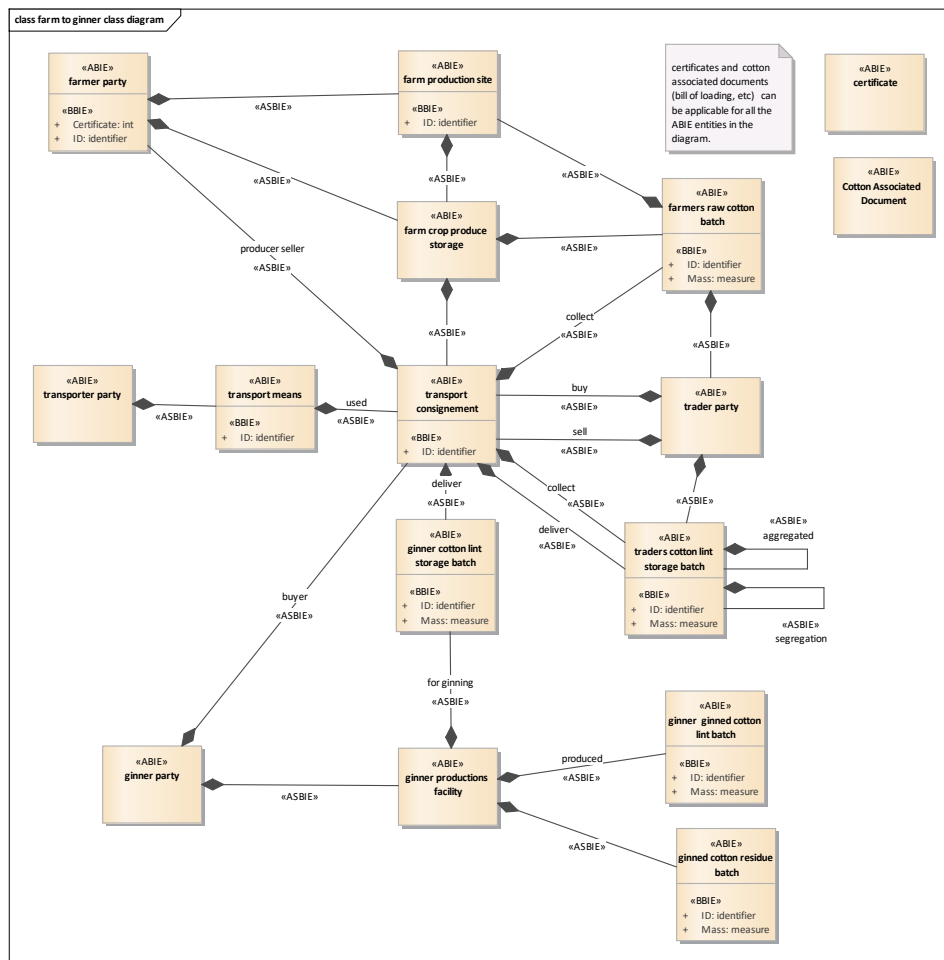 class farm to ginner class diagram
«ABIE»
farmer party
«BBIE»
+ Certificate: int
+ ID: identifier
«ABIE»
farm production site
«BBIE»
+ ID: identifier
certificates and cotton
associated documents
(bill of loading, etc) can
be applicable for all the
ABIE entities in the
diagram.
«ABIE»
certificate
«ABIE»
Cotton Associated
Document
«ASBIE»
«ASBIE»
«ASBIE»
«ASBIE»
«ABIE»
farm crop produce
storage
«ABIE»
farmers raw cotton
batch
«BBIE»
+ ID: identifier
+ Mass: measure
«ASBIE»
producer seller
«ASBIE»
«ASBIE»
collect
«ASBIE»
«ASBIE»
«ABIE»
transporter party
«ASBIE»
«ABIE»
transport means
«BBIE»
+ ID: identifier
used
«ASBIE»
«ABIE»
transport
consignement
«BBIE»
+ ID: identifier
buy
«ASBIE»
sell
«ASBIE»
«ABIE»
trader party
collect
«ASBIE»
deliver
«ASBIE»
«ASBIE»
deliver
«ASBIE»
«ABIE»
ginner cotton lint
storage batch
«BBIE»
+ ID: identifier
+ Mass: measure
«ABIE»
traders cotton lint
storage batch
«BBIE»
+ ID: identifier
+ Mass: measure
«ASBIE»
aggregated
«ASBIE»
segregation
buyer
«ASBIE»
for ginning
«ASBIE»
«ABIE»
ginner party
«ASBIE»
«ABIE»
ginner productions
facility
produced
«ASBIE»
«ABIE»
ginner ginned cotton
lint batch
«BBIE»
+ ID: identifier
+ Mass: measure
«ASBIE»
«ABIE»
ginned cotton residue
batch
«BBIE»
+ ID: identifier
+ Mass: measure